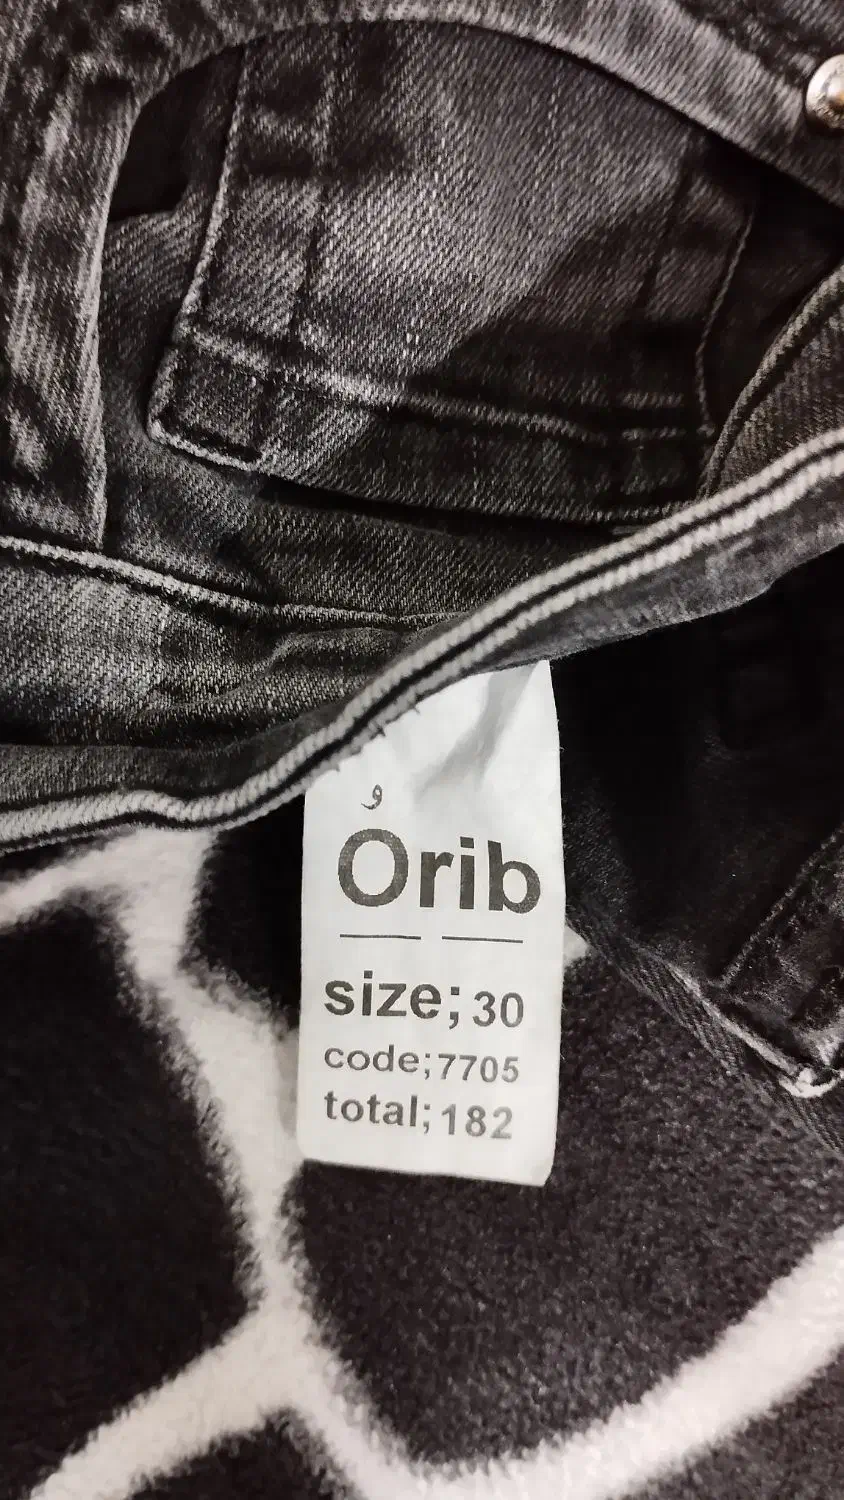 و
Orib
size; 30
code; 7705
total; 182